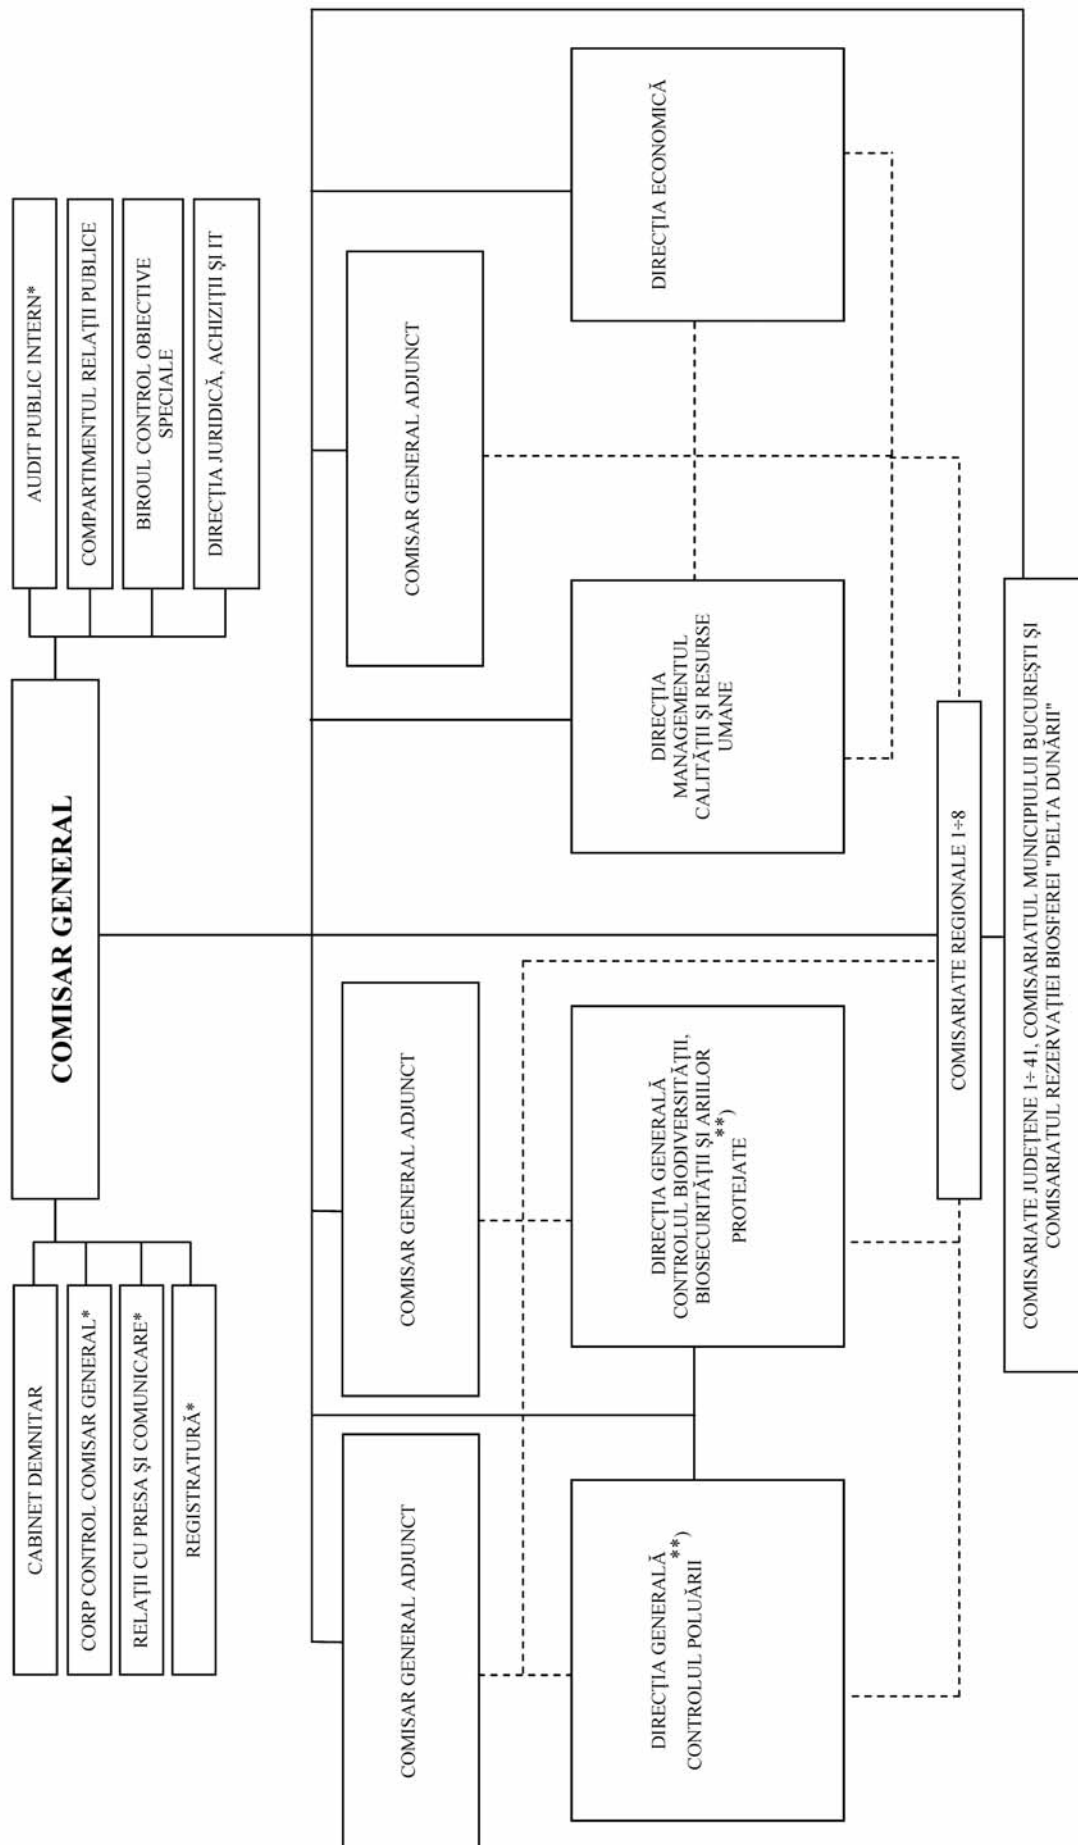 COMISAR GENERAL
CABINET DEMNITAR
CORP CONTROL COMISAR GENERAL*
RELAȚII CU PRESA ȘI COMUNICARE*
REGISTRATURĂ*
AUDIT PUBLIC INTERN*
COMPARTIMENTUL RELAȚII PUBLICE
BIROUL CONTROL OBIECTIVE
SPECIALE
DIRECȚIA JURIDICĂ, ACHIZIȚII ȘI IT
COMISAR GENERAL ADJUNCT
COMISAR GENERAL ADJUNCT
COMISAR GENERAL ADJUNCT
DIRECȚIA GENERALĂ
CONTROLUL POLUĂRII **)
DIRECȚIA GENERALĂ
CONTROLUL BIODIVERSITĂȚII,
BIOSECURITĂȚII ȘI ARIILOR
PROTEJATE **)
DIRECȚIA
MANAGEMENTUL
CALITĂȚII ȘI RESURSE
UMANE
DIRECȚIA ECONOMICĂ
COMISARIATE REGIONALE 1÷8
COMISARIATE JUDEȚENE 1÷ 41, COMISARIATUL MUNICIPIULUI BUCUREȘTI ȘI
COMISARIATUL REZERVAȚIEI BIOSFEREI "DELTA DUNĂRII"